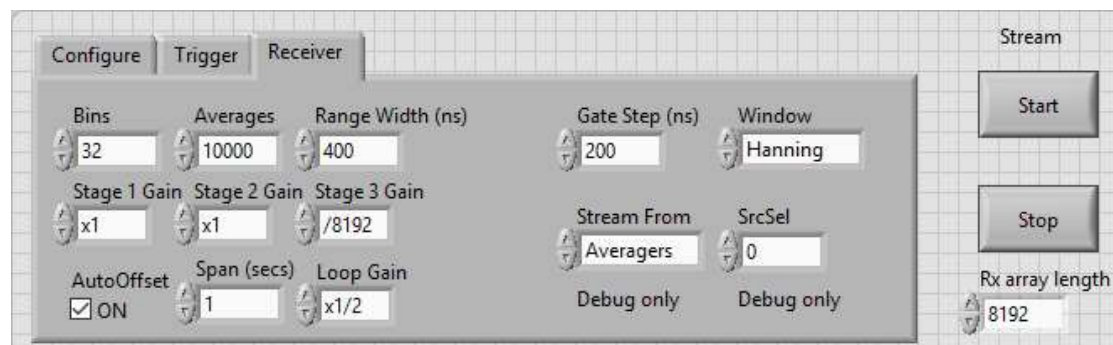 Configure Trigger Receiver
Stream
Bins Averages Range Width (ns) Gate Step (ns) Window
32 10000 400 200 Hanning
Start
Stage 1 Gain Stage 2 Gain Stage 3 Gain
x1 x1 /8192
Stream From SrcSel
Averagers 0
Stop
AutoOffset Span (secs) Loop Gain
ON 1 x1/2
Debug only Debug only
Rx array length
8192